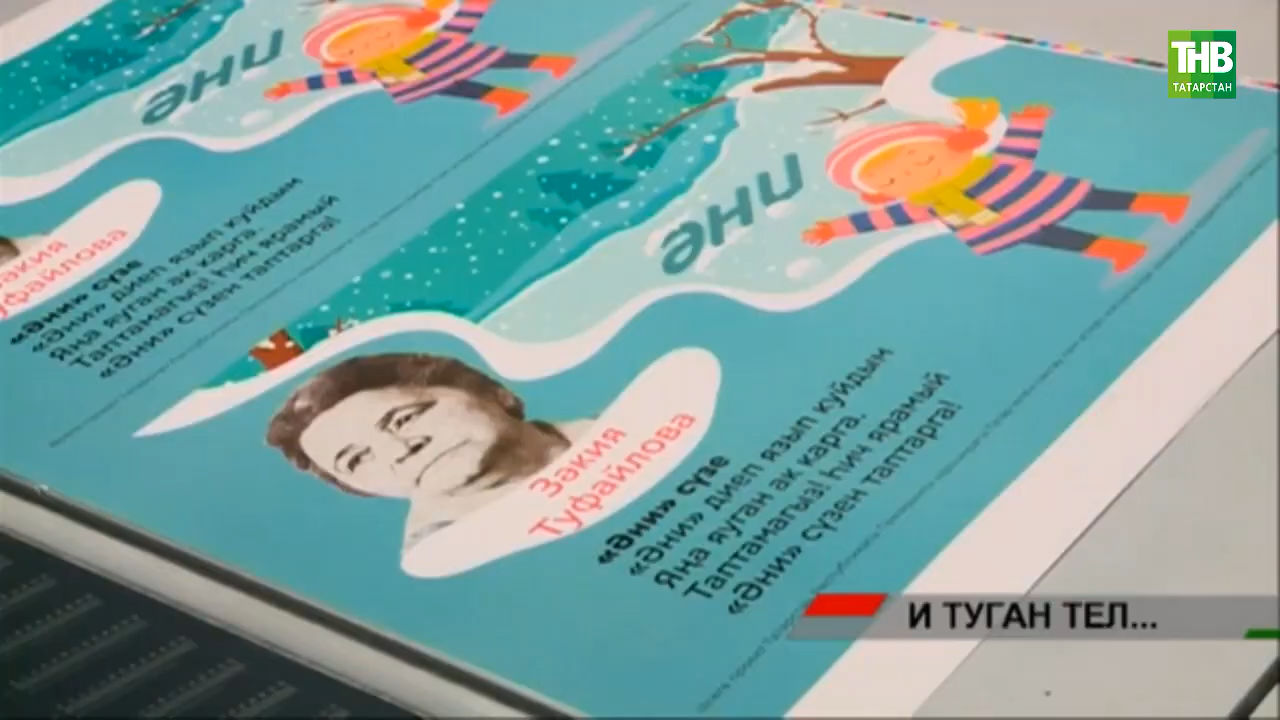 ТНВ
ТАТАРСТАН
әни
әни
«Әни» сүзе
«Әни» диеп язып куйдым
Яңа яуган ак карга.
Таптамагыз! Һич ярамый
«Әни» сүзен таптарга!
Зәкия
Туфайлова
«Әни» сүзе
«Әни» диеп язып куйдым
Яңа яуган ак карга.
Таптамагыз! Һич ярамый
«Әни» сүзен таптарга!
И ТУГАН ТЕЛ...